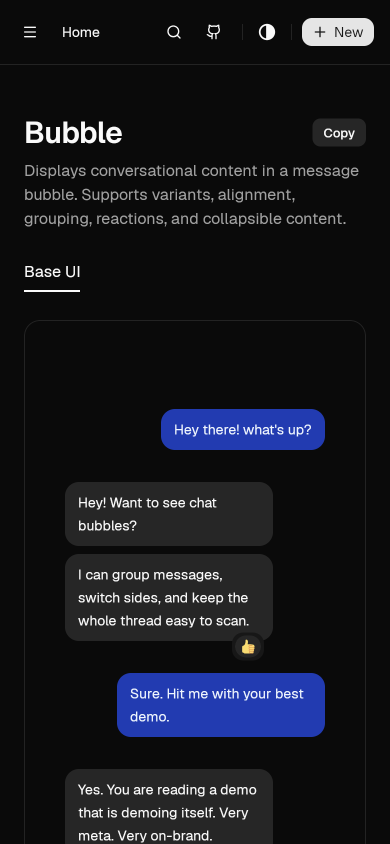 Home
New
Bubble
Copy
Displays conversational content in a message
bubble. Supports variants, alignment,
grouping, reactions, and collapsible content.
Base UI
Hey there! what's up?
Hey! Want to see chat
bubbles?
I can group messages,
switch sides, and keep the
whole thread easy to scan.
Sure. Hit me with your best
demo.
Yes. You are reading a demo
that is demoing itself. Very
meta. Very on-brand.